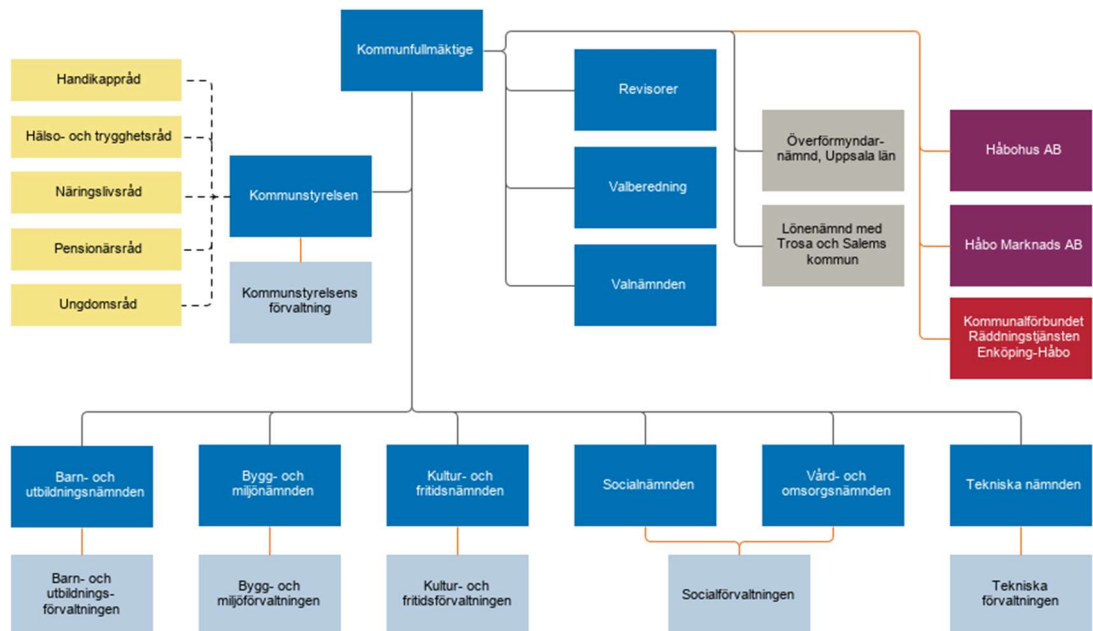 Kommunfullmäktige
Handikappråd
Hälso- och trygghetsråd
Näringslivsråd
Pensionärsråd
Ungdomsråd
Kommunstyrelsen
Kommunstyrelsens
förvaltning
Revisorer
Valberedning
Valnämnden
Överförmyndar-
nämnd, Uppsala län
Lönenämnd med
Trosa och Salems
kommun
Håbohus AB
Håbo Marknads AB
Kommunalförbundet
Räddningstjänsten
Enköping-Håbo
Barn- och
utbildningsnämnden
Bygg- och
miljönämnden
Kultur- och
fritidsnämnden
Socialnämnden
Vård- och
omsorgsnämnden
Tekniska nämnden
Barn- och
utbildnings-
förvaltningen
Bygg- och
miljöförvaltningen
Kultur- och
fritidsförvaltningen
Socialförvaltningen
Tekniska
förvaltningen